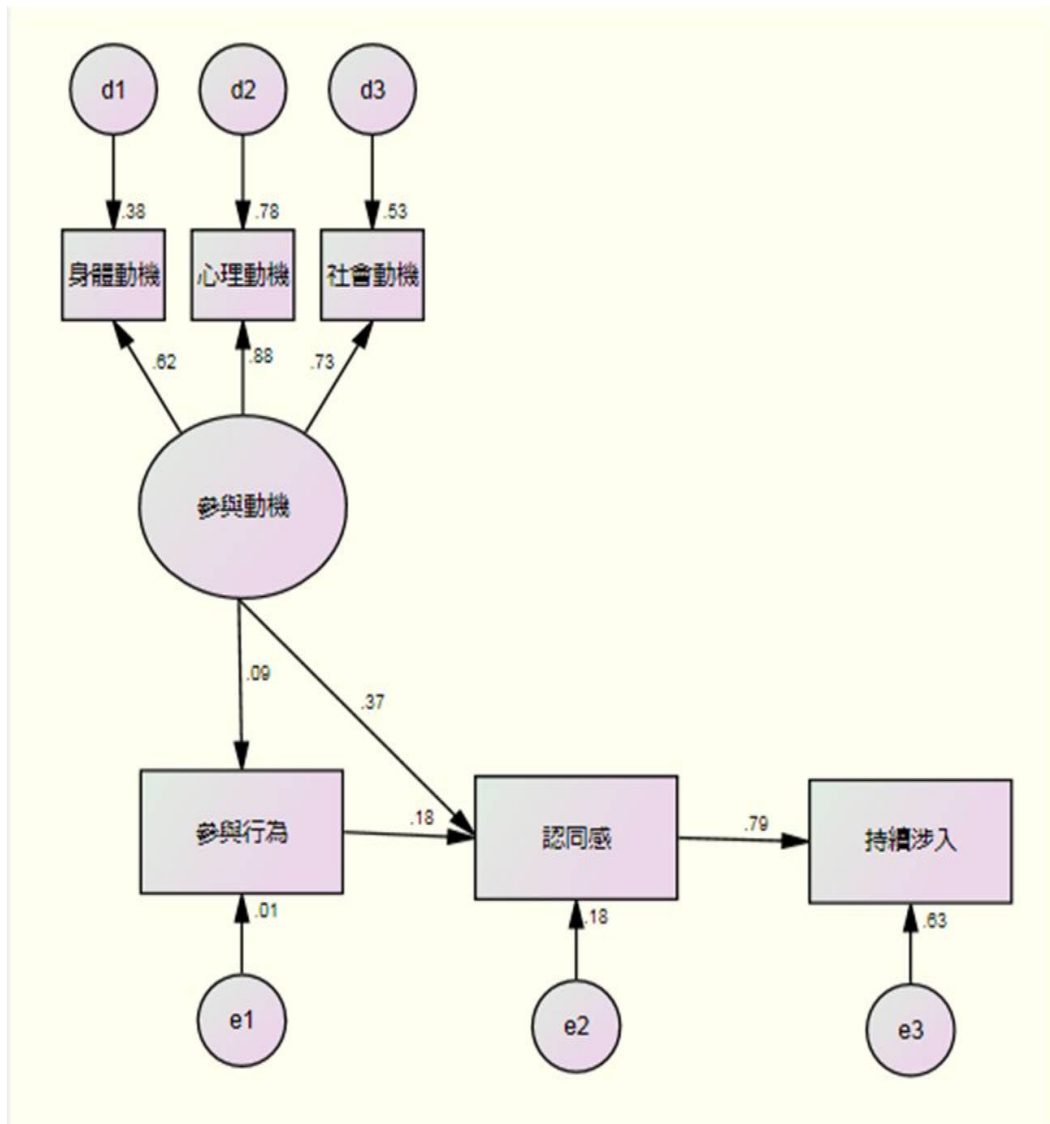 d1 d2 d3
.38 .78 .53
身體動機 心理動機 社會動機
.62 .88 .73
參與動機
.09 .37
參與行為 .18 認同感 .79 持續涉入
.01 .18 .63
e1 e2 e3